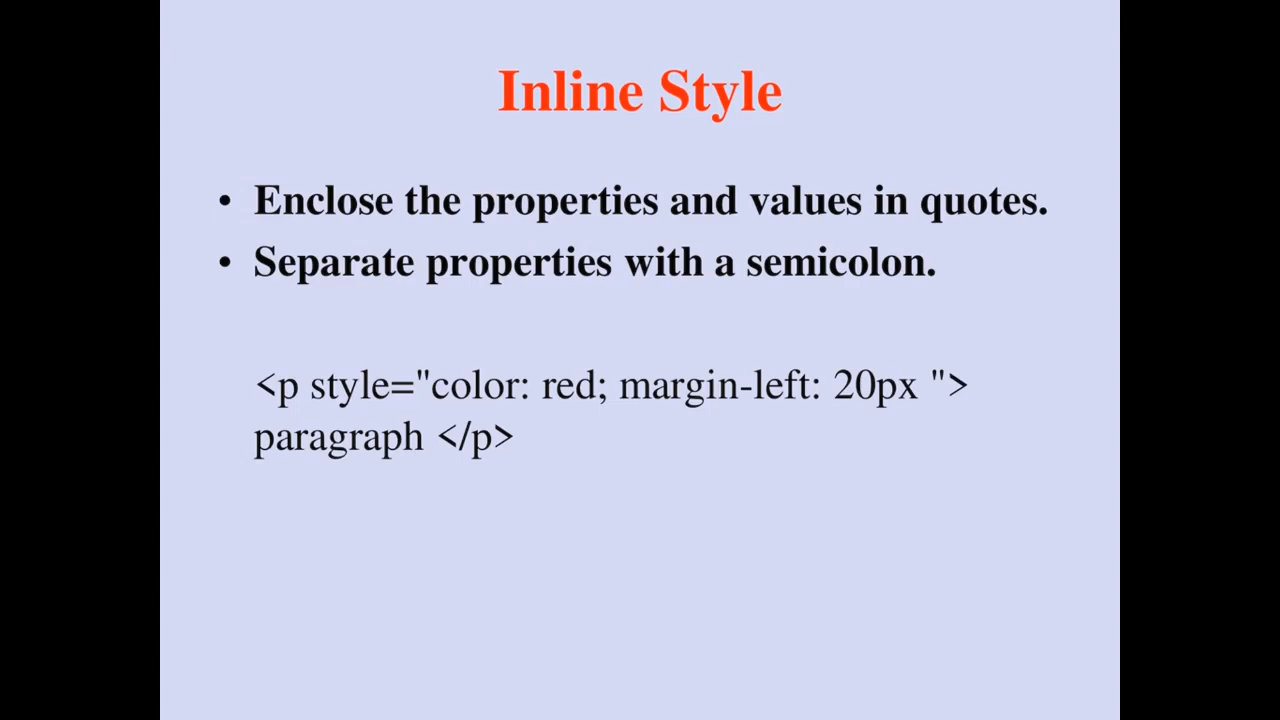 Inline Style
• Enclose the properties and values in quotes.
• Separate properties with a semicolon.
<p style="color: red; margin-left: 20px ">
paragraph </p>